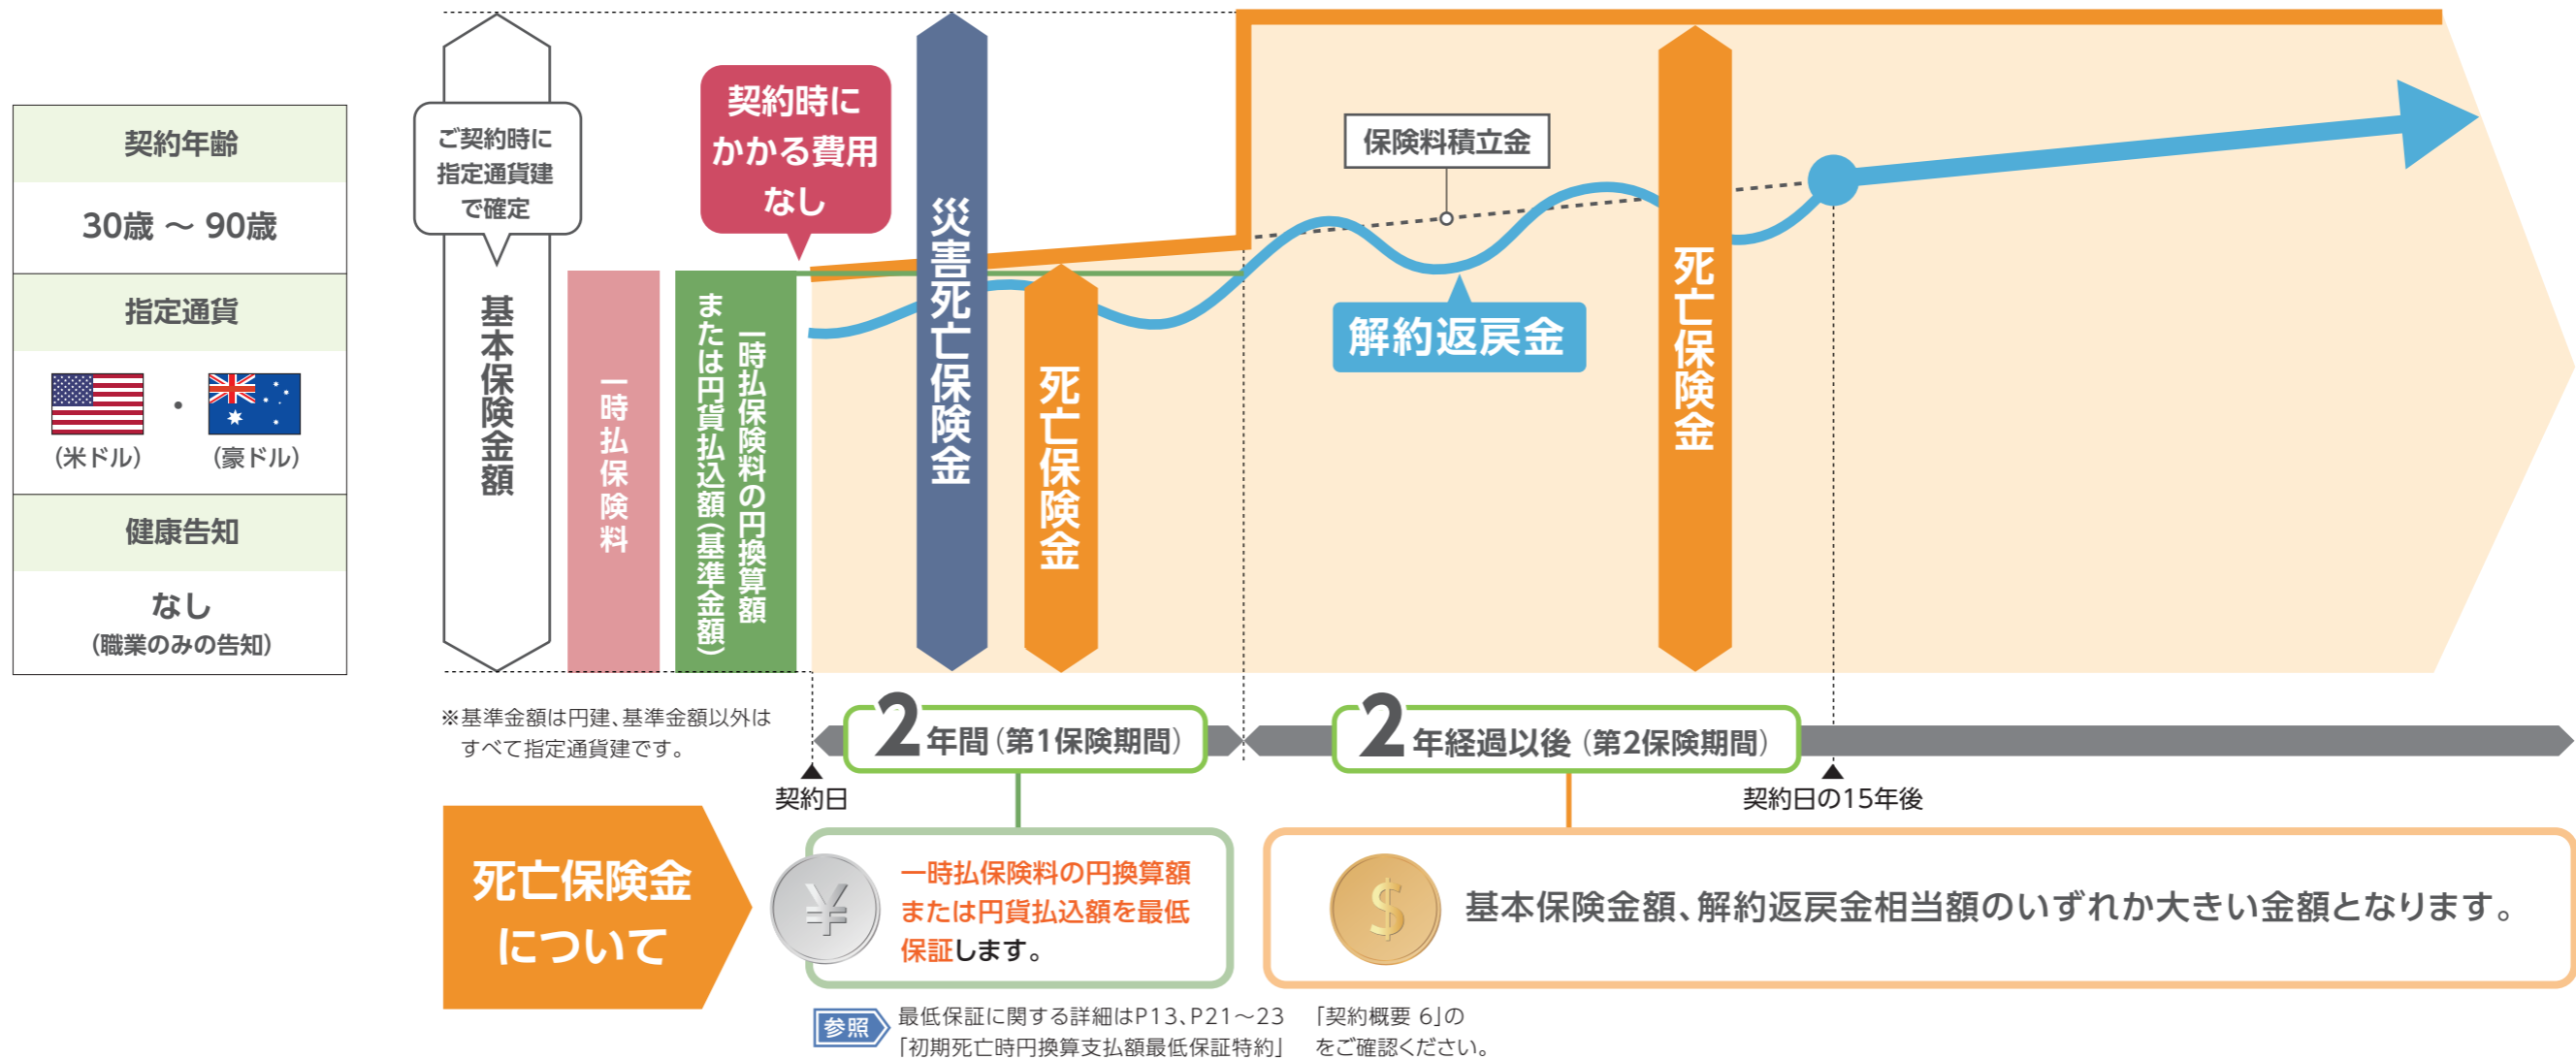 契約年齢
30歳 ～ 90歳
指定通貨
・
（米ドル）
（豪ドル）
健康告知
なし
（職業のみの告知）
ご契約時に
指定通貨建
で確定
基本保険金額
一時払保険料
一時払保険料の円換算額
または円貨払込額（基準金額）
契約時に
かかる費用
なし
災害死亡保険金
死亡保険金
保険料積立金
解約返戻金
死亡保険金
※基準金額は円建、基準金額以外は
すべて指定通貨建です。
2年間（第1保険期間）
2年経過以後（第2保険期間）
契約日
契約日の15年後
死亡保険金
について
¥
一時払保険料の円換算額
または円貨払込額を最低
保証します。
$
基本保険金額、解約返戻金相当額のいずれか大きい金額となります。
参照
最低保証に関する詳細はP13、P21～23 「契約概要 6」の
「初期死亡時円換算支払額最低保証特約」 をご確認ください。